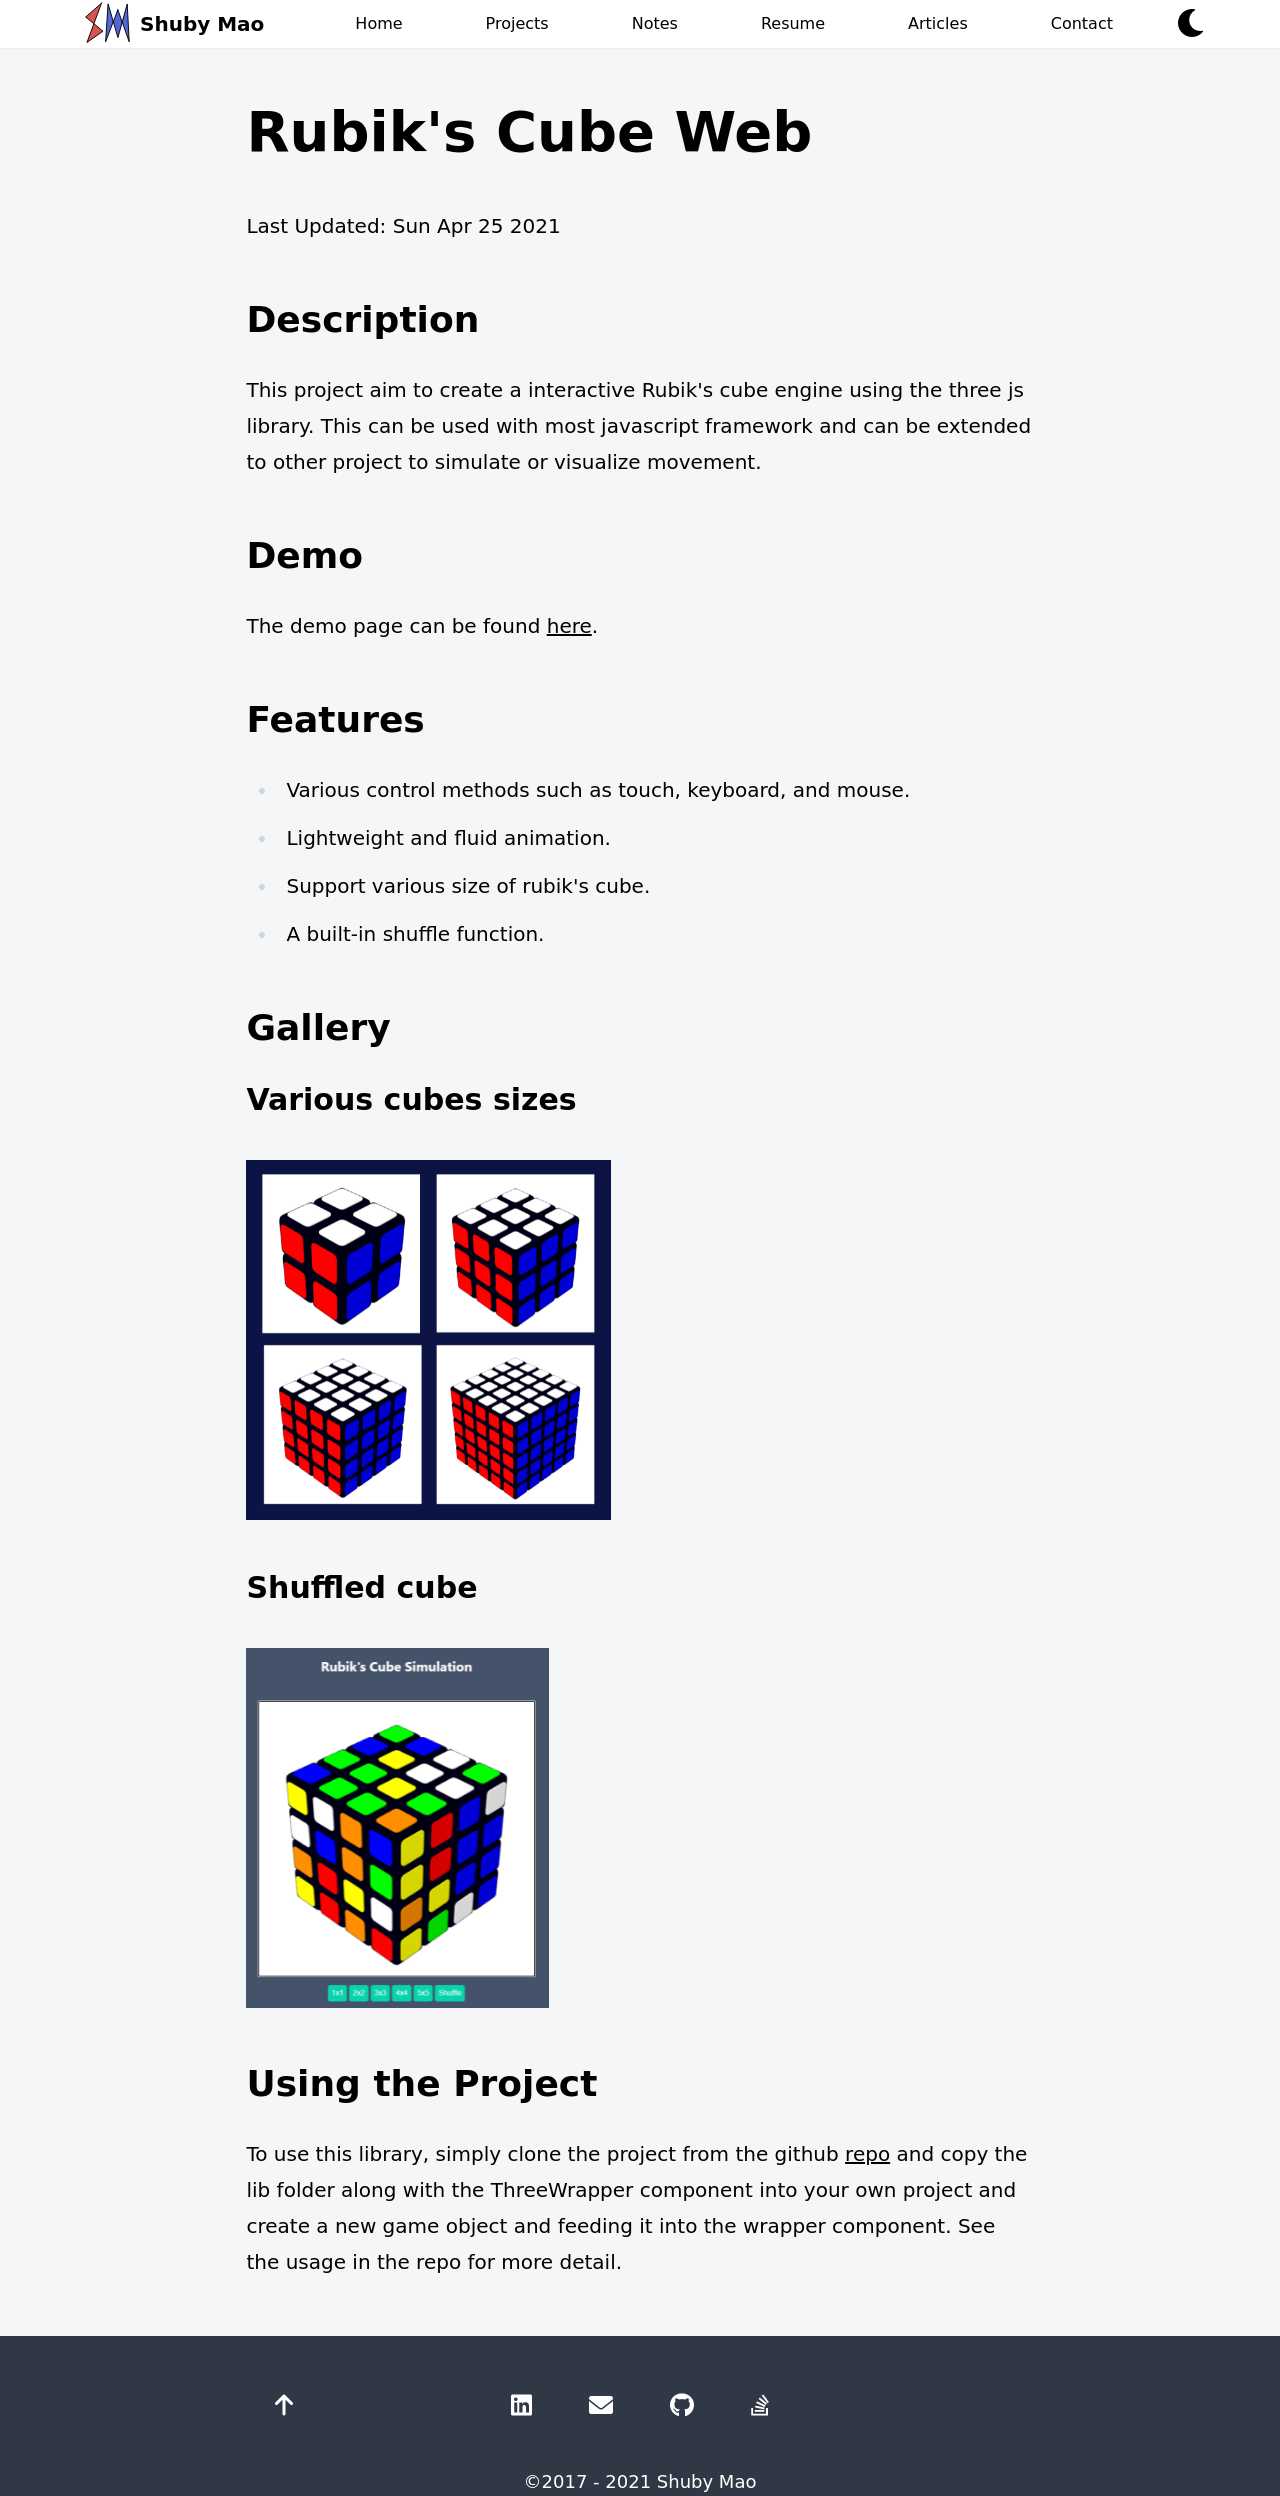 Shuby Mao Home Projects Notes Resume Articles Contact
Rubik's Cube Web
Last Updated: Sun Apr 25 2021
Description
This project aim to create a interactive Rubik's cube engine using the three js
library. This can be used with most javascript framework and can be extended
to other project to simulate or visualize movement.
Demo
The demo page can be found here.
Features
Various control methods such as touch, keyboard, and mouse.
Lightweight and fluid animation.
Support various size of rubik's cube.
A built-in shuffle function.
Gallery
Various cubes sizes
Shuffled cube
Rubik's Cube Simulation
1x1 2x2 3x3 4x4 5x5 Shuffle
Using the Project
To use this library, simply clone the project from the github repo and copy the
lib folder along with the ThreeWrapper component into your own project and
create a new game object and feeding it into the wrapper component. See
the usage in the repo for more detail.
©2017 - 2021 Shuby Mao